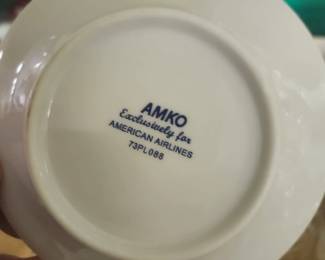 AMKO
Exclusively for
AMERICAN AIRLINES
73PL088